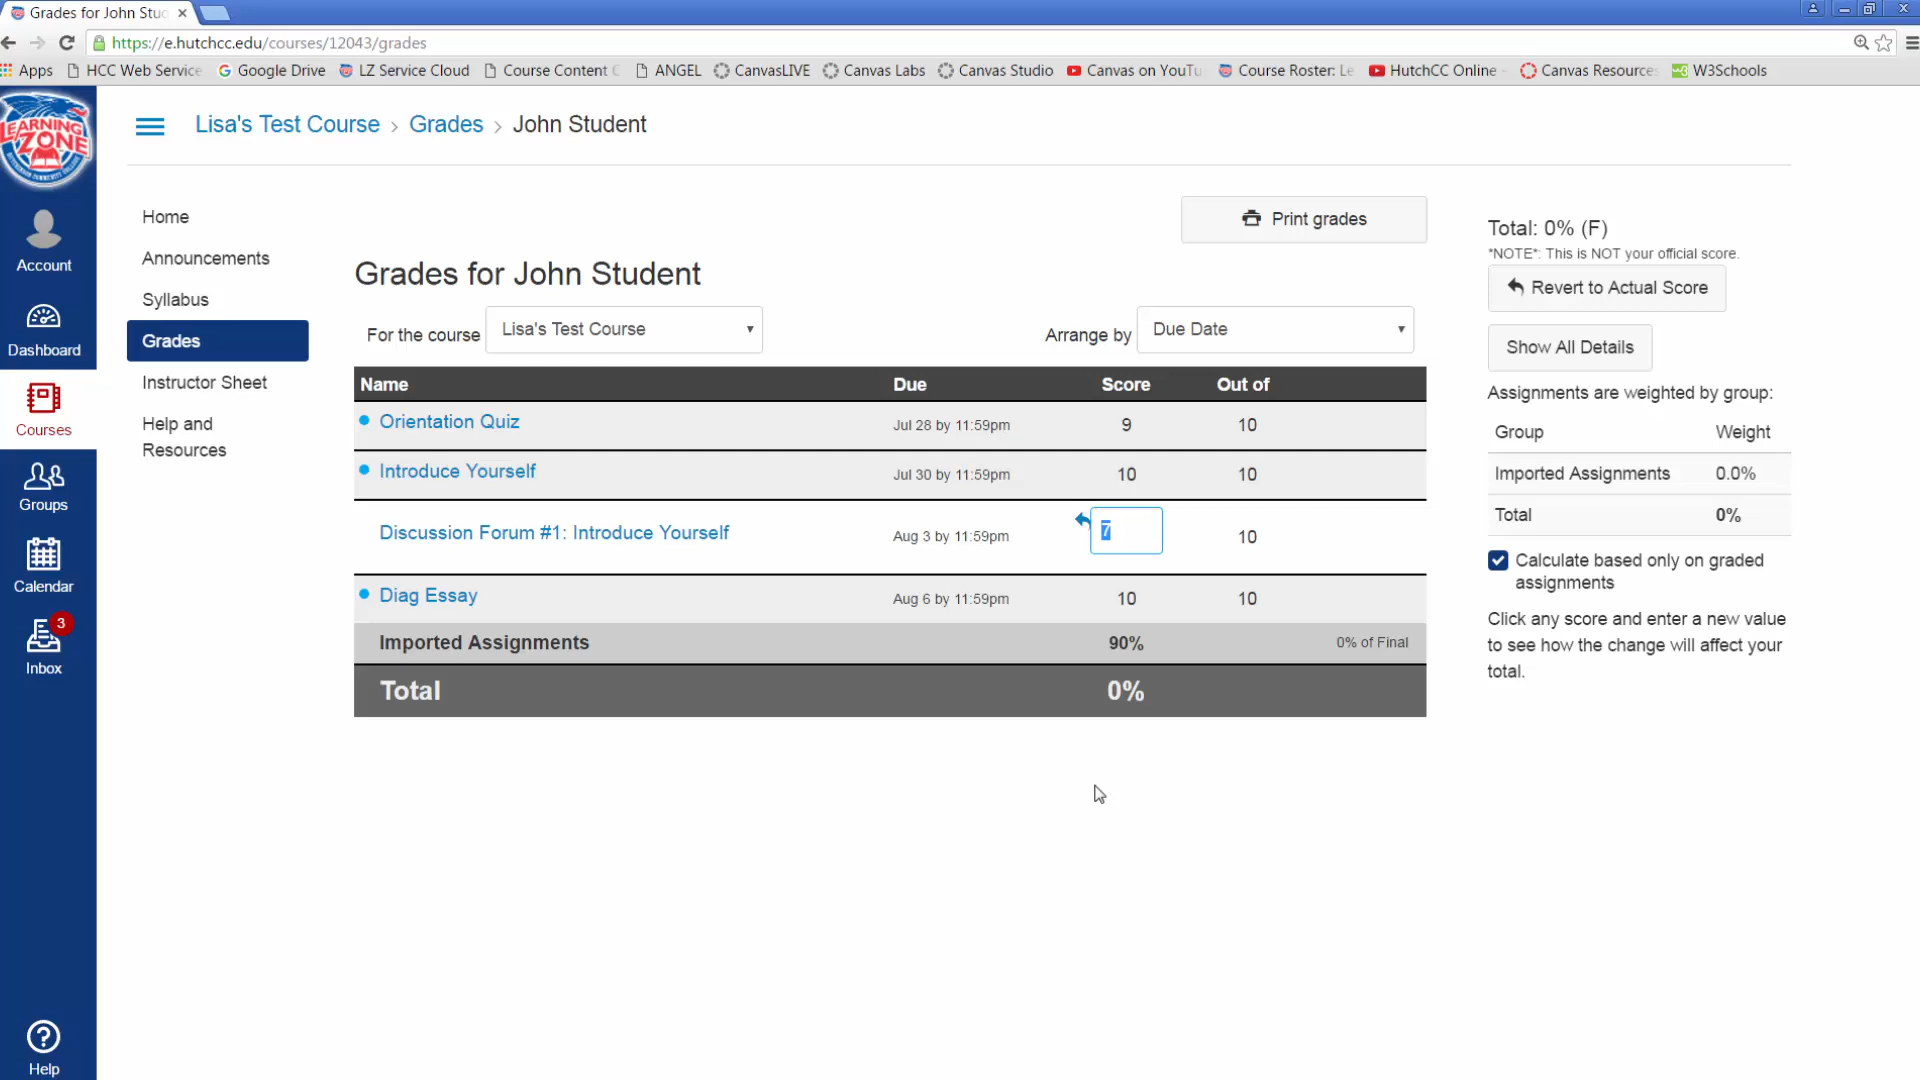 Grades for John Stu
https://e.hutchcc.edu/courses/12043/grades
Apps HCC Web Service Google Drive LZ Service Cloud Course Content ANGEL CanvasLIVE Canvas Labs Canvas Studio Canvas on YouTu Course Roster: Le HutchCC Online Canvas Resources W3Schools
LEARNING ZONE
Lisa's Test Course > Grades > John Student
Account
Dashboard
Courses
Groups
Calendar
3
Inbox
Help
Home
Announcements
Syllabus
Grades
Instructor Sheet
Help and
Resources
Print grades
Grades for John Student
For the course Lisa's Test Course Arrange by Due Date
Name Due Score Out of
Orientation Quiz Jul 28 by 11:59pm 9 10
Introduce Yourself Jul 30 by 11:59pm 10 10
Discussion Forum #1: Introduce Yourself Aug 3 by 11:59pm 7 10
Diag Essay Aug 6 by 11:59pm 10 10
Imported Assignments 90% 0% of Final
Total 0%
Total: 0% (F)
*NOTE*: This is NOT your official score.
Revert to Actual Score
Show All Details
Assignments are weighted by group:
Group Weight
Imported Assignments 0.0%
Total 0%
Calculate based only on graded
assignments
Click any score and enter a new value
to see how the change will affect your
total.